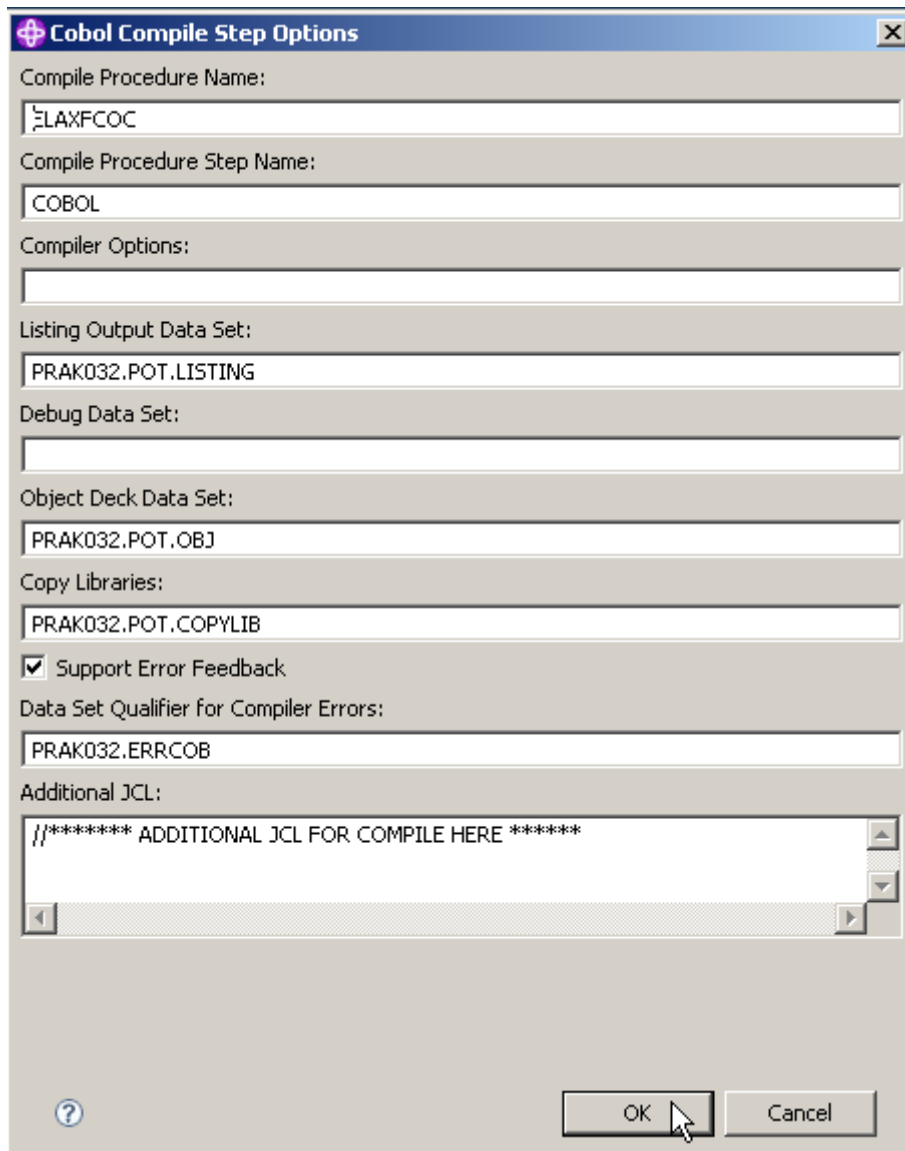 Cobol Compile Step Options
Compile Procedure Name:
ELAXFCOC
Compile Procedure Step Name:
COBOL
Compiler Options:
Listing Output Data Set:
PRAK032.POT.LISTING
Debug Data Set:
Object Deck Data Set:
PRAK032.POT.OBJ
Copy Libraries:
PRAK032.POT.COPYLIB
Support Error Feedback
Data Set Qualifier for Compiler Errors:
PRAK032.ERRCOB
Additional JCL:
//******* ADDITIONAL JCL FOR COMPILE HERE ******
? OK Cancel